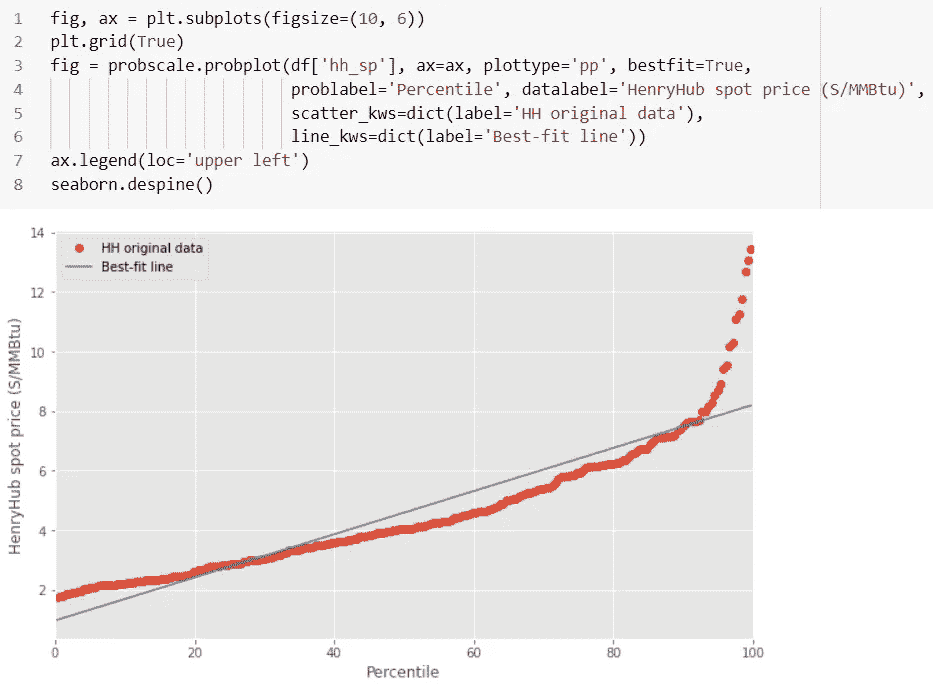 1 fig, ax = plt.subplots(figsize=(10, 6))
2 plt.grid(True)
3 fig = probscale.probplot(df['hh_sp'], ax=ax, plottype='pp', bestfit=True,
4 problabel='Percentile', datalabel='HenryHub spot price (S/MMBtu)',
5 scatter_kws=dict(label='HH original data'),
6 line_kws=dict(label='Best-fit line'))
7 ax.legend(loc='upper left')
8 seaborn.despine()
HH original data
Best-fit line
14
12
10
8
6
4
2
HenryHub spot price (S/MMBtu)
0 20 40 60 80 100
Percentile